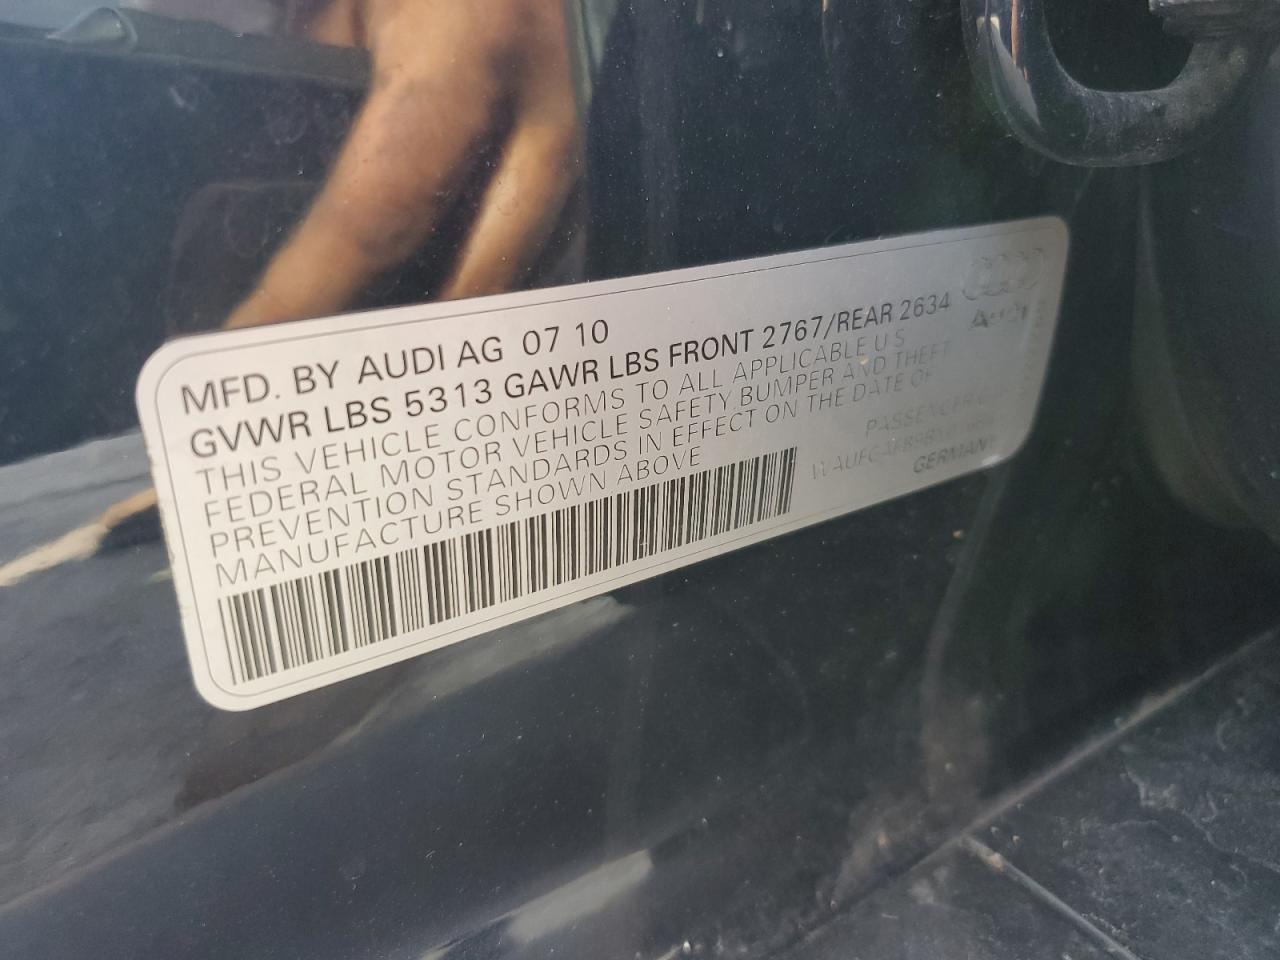 MFD. BY AUDI AG 07 10
GVWR LBS 5313 GAWR LBS FRONT 2767/REAR 2634
THIS VEHICLE CONFORMS TO ALL APPLICABLE U S
FEDERAL MOTOR VEHICLE SAFETY BUMPER AND THEFT
PREVENTION STANDARDS IN EFFECT ON THE DATE OF
MANUFACTURE SHOWN ABOVE
Audi
PASSENGER
GERMANY